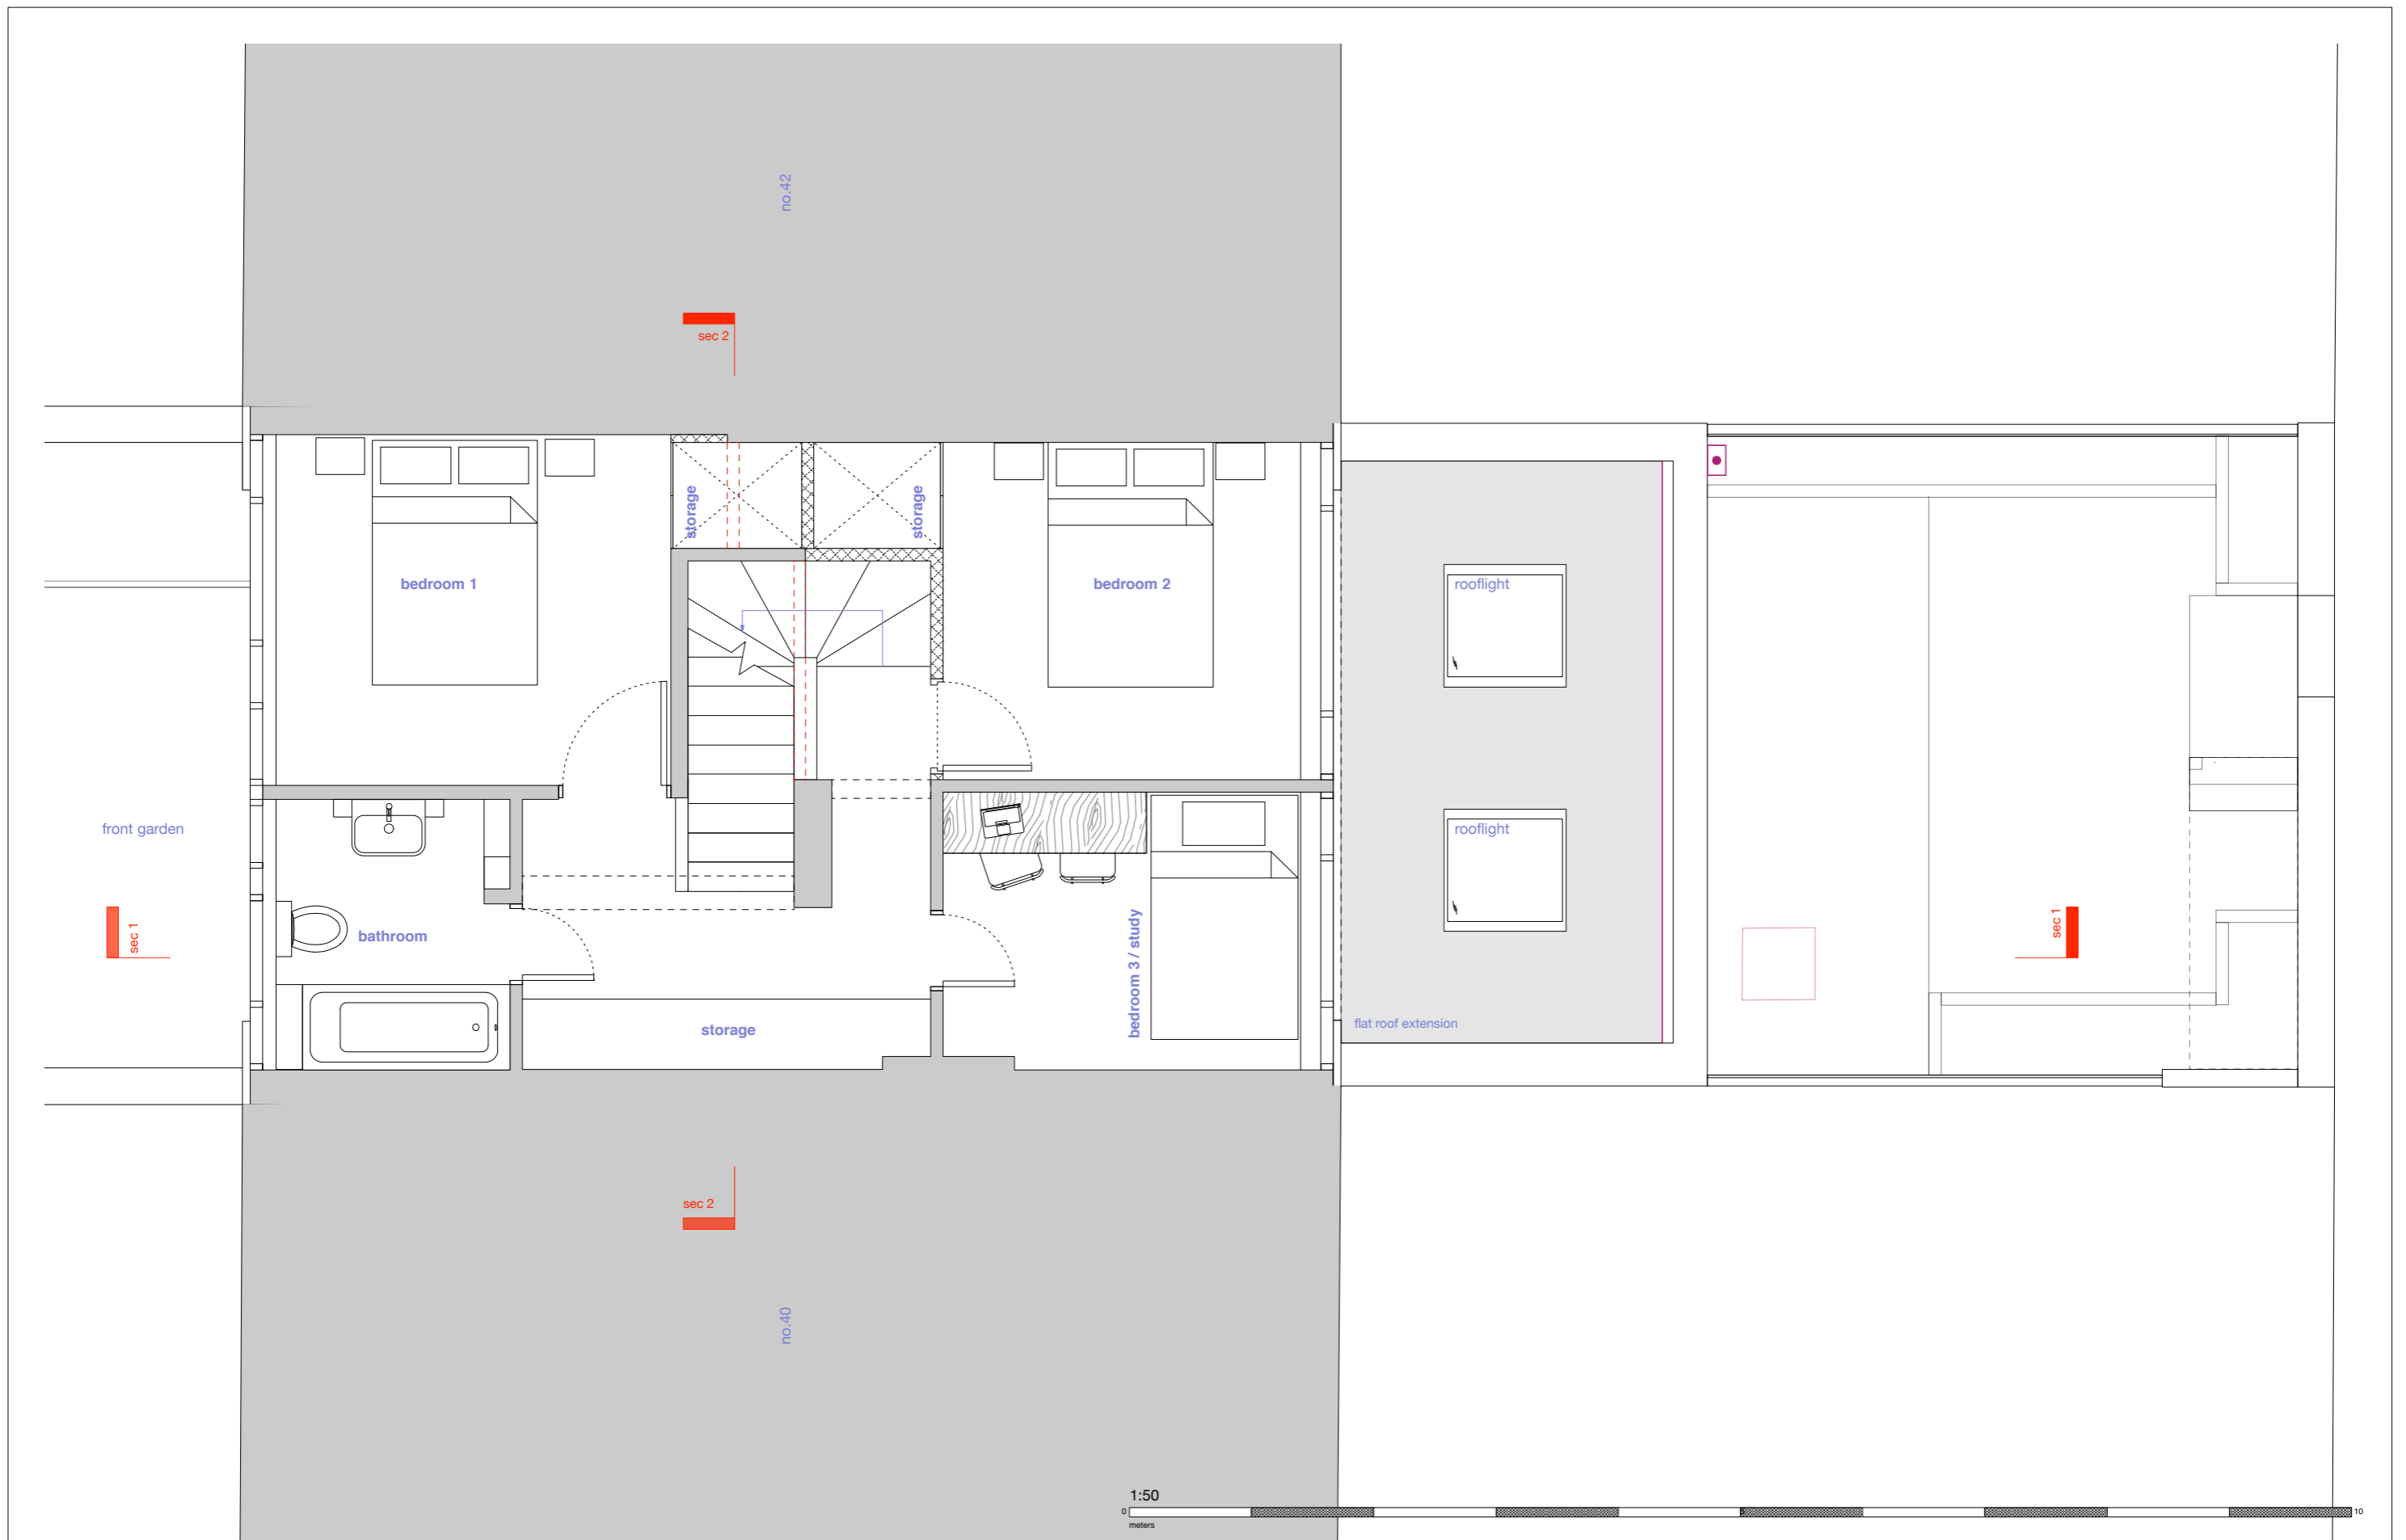 no.42
sec 2
storage
storage
bedroom 1
bedroom 2
rooflight
front garden
rooflight
sec 1
bathroom
bedroom 3 / study
sec 1
storage
flat roof extension
sec 2
no.40
1:50
0
10
meters